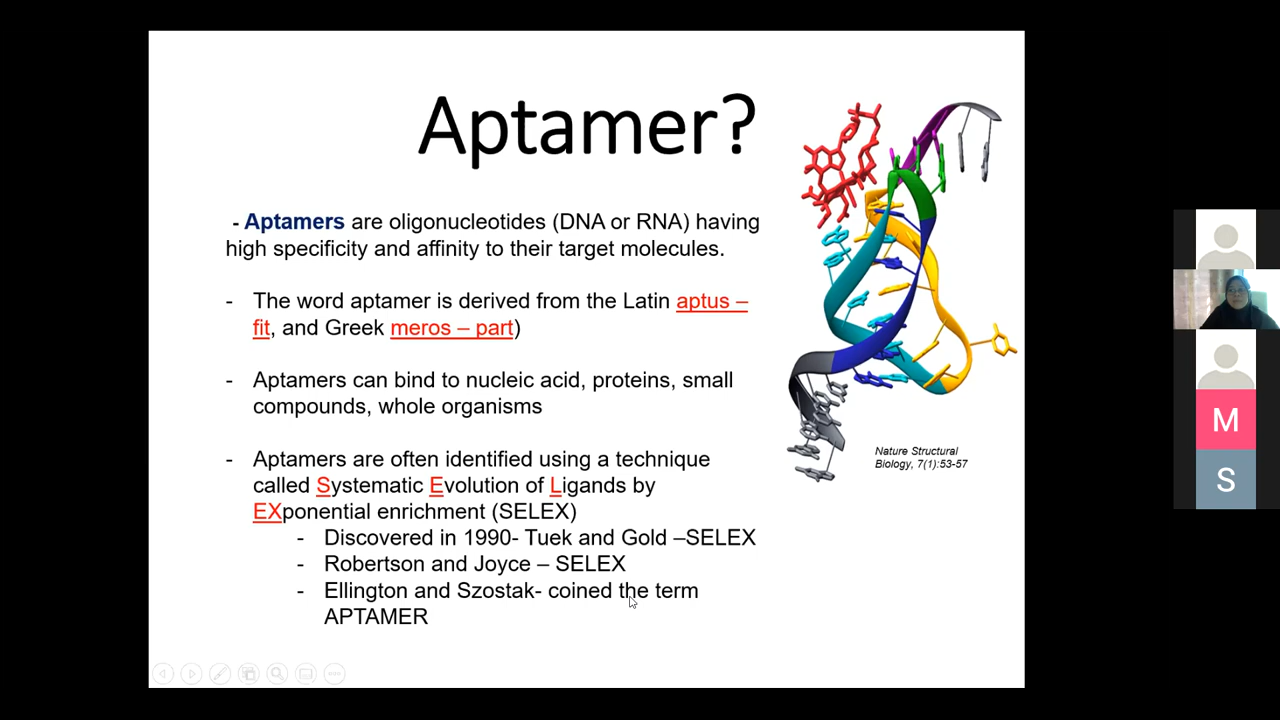 Aptamer?
- Aptamers are oligonucleotides (DNA or RNA) having
high specificity and affinity to their target molecules.
- The word aptamer is derived from the Latin aptus –
fit, and Greek meros – part)
- Aptamers can bind to nucleic acid, proteins, small
compounds, whole organisms
- Aptamers are often identified using a technique
called Systematic Evolution of Ligands by
EXponential enrichment (SELEX)
- Discovered in 1990- Tuek and Gold –SELEX
- Robertson and Joyce – SELEX
- Ellington and Szostak- coined the term
APTAMER
Nature Structural
Biology, 7(1):53-57
M
S